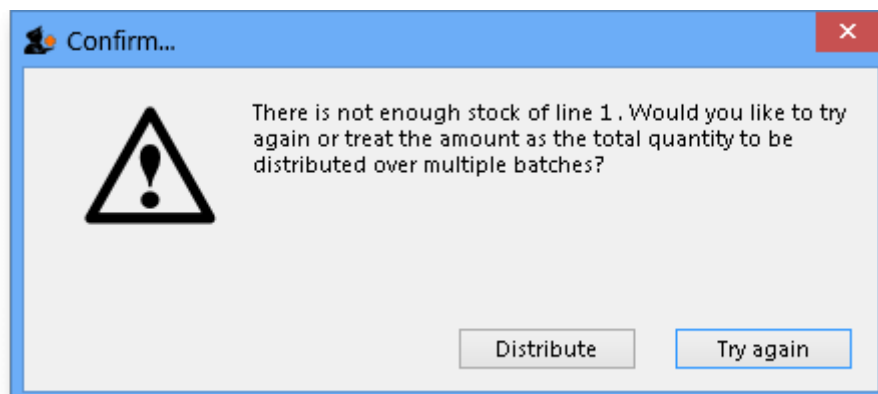 Confirm...
There is not enough stock of line 1 . Would you like to try
again or treat the amount as the total quantity to be
distributed over multiple batches?
Distribute
Try again